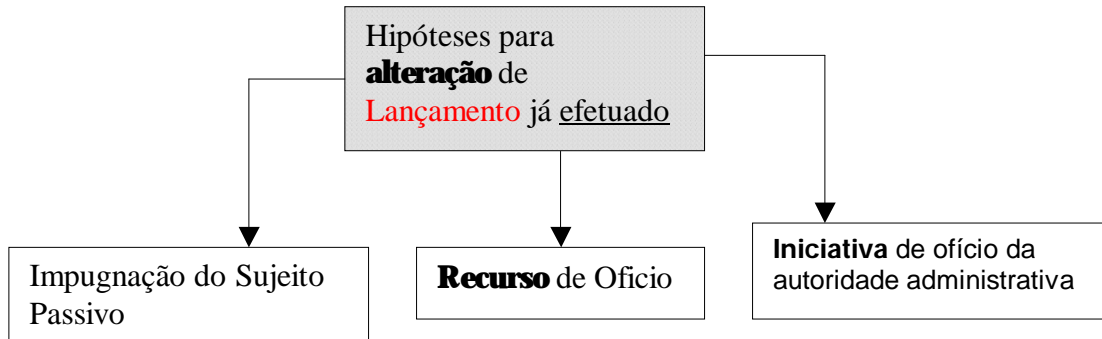 Hipóteses para
alteração de
Lançamento já efetuado
Impugnação do Sujeito
Passivo
Recurso de Oficio
Iniciativa de ofício da
autoridade administrativa